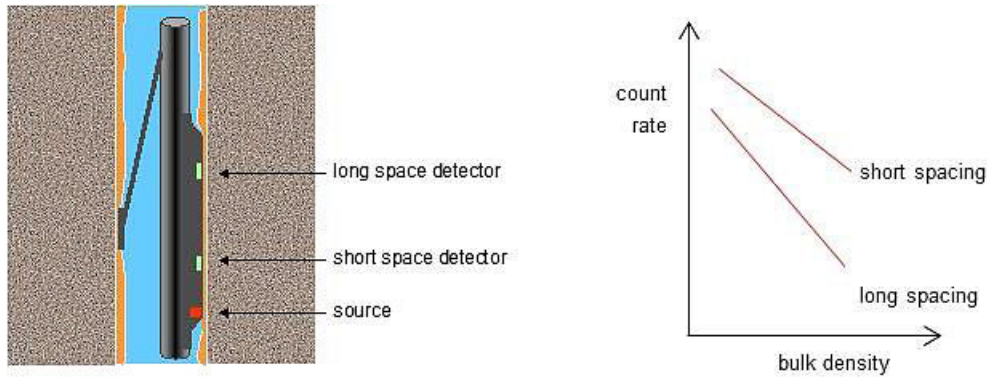 long space detector
short space detector
source
count
rate
short spacing
long spacing
bulk density